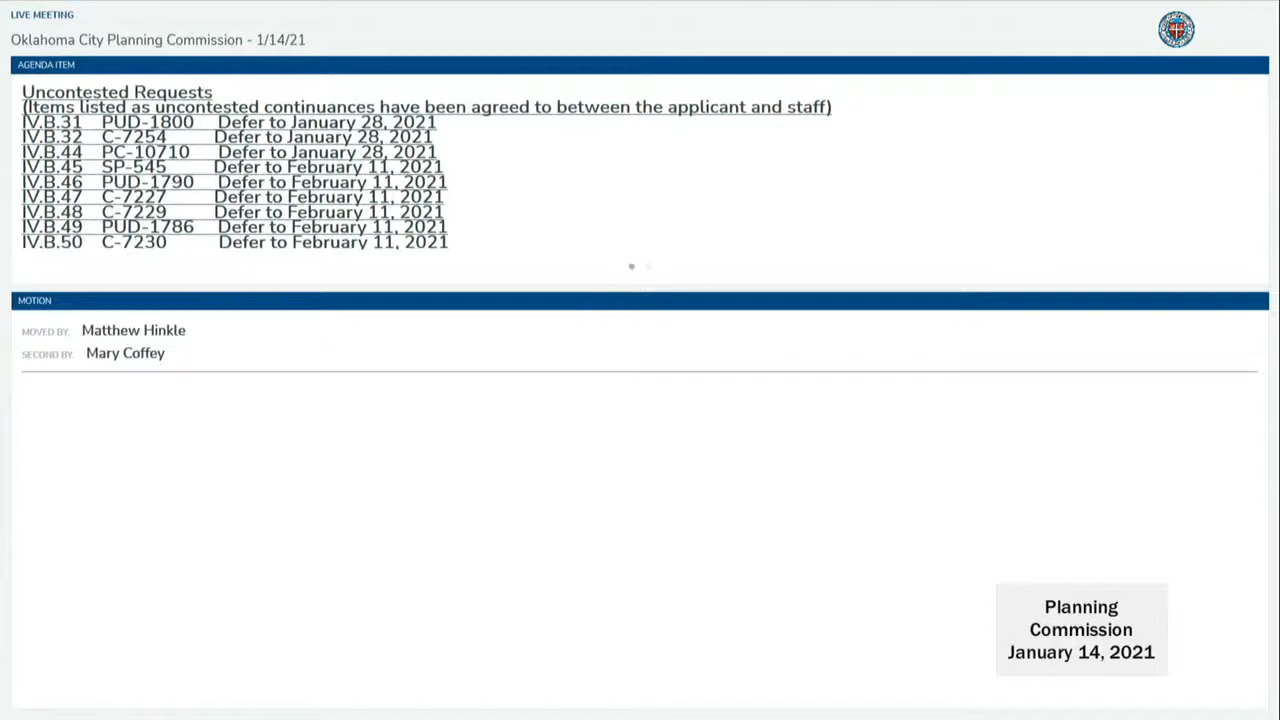 LIVE MEETING
Oklahoma City Planning Commission - 1/14/21
AGENDA ITEM
Uncontested Requests
(Items listed as uncontested continuances have been agreed to between the applicant and staff)
IV.B.31 PUD-1800 Defer to January 28, 2021
IV.B.32 C-7254 Defer to January 28, 2021
IV.B.44 PC-10710 Defer to January 28, 2021
IV.B.45 SP-545 Defer to February 11, 2021
IV.B.46 PUD-1790 Defer to February 11, 2021
IV.B.47 C-7227 Defer to February 11, 2021
IV.B.48 C-7229 Defer to February 11, 2021
IV.B.49 PUD-1786 Defer to February 11, 2021
IV.B.50 C-7230 Defer to February 11, 2021
MOTION
MOVED BY: Matthew Hinkle
SECOND BY: Mary Coffey
Planning
Commission
January 14, 2021